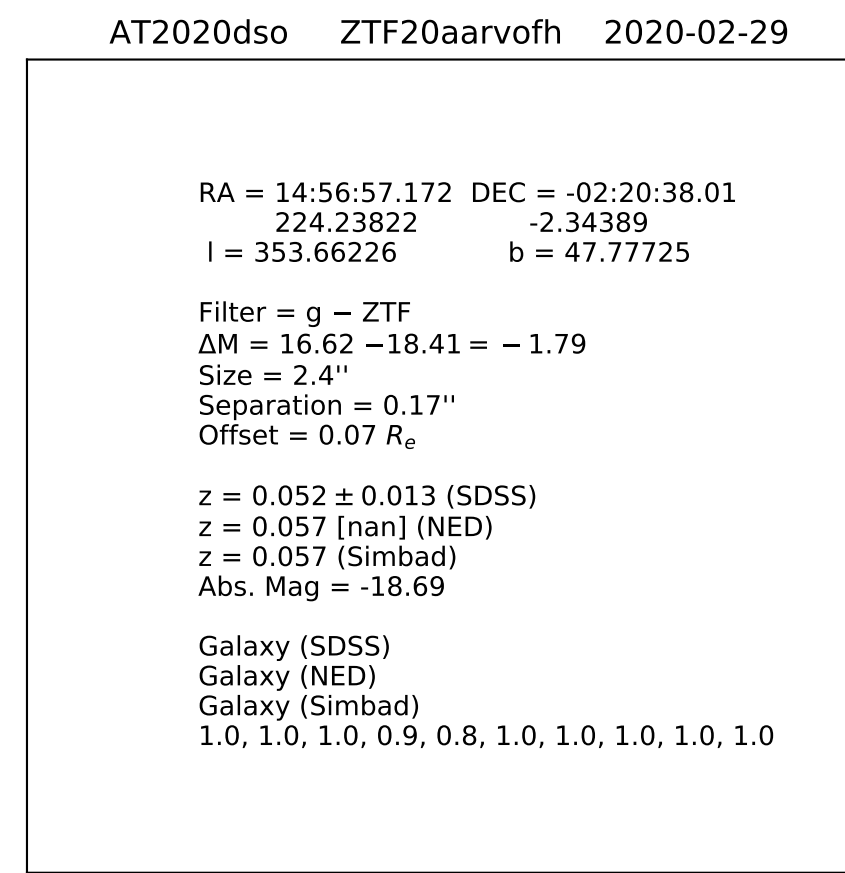 AT2020dso ZTF20aarvofh 2020-02-29
RA = 14:56:57.172 DEC = -02:20:38.01
224.23822 -2.34389
l = 353.66226 b = 47.77725
Filter = g − ZTF
ΔM = 16.62 −18.41 = − 1.79
Size = 2.4''
Separation = 0.17''
Offset = 0.07 Rₑ
z = 0.052 ± 0.013 (SDSS)
z = 0.057 [nan] (NED)
z = 0.057 (Simbad)
Abs. Mag = -18.69
Galaxy (SDSS)
Galaxy (NED)
Galaxy (Simbad)
1.0, 1.0, 1.0, 0.9, 0.8, 1.0, 1.0, 1.0, 1.0, 1.0